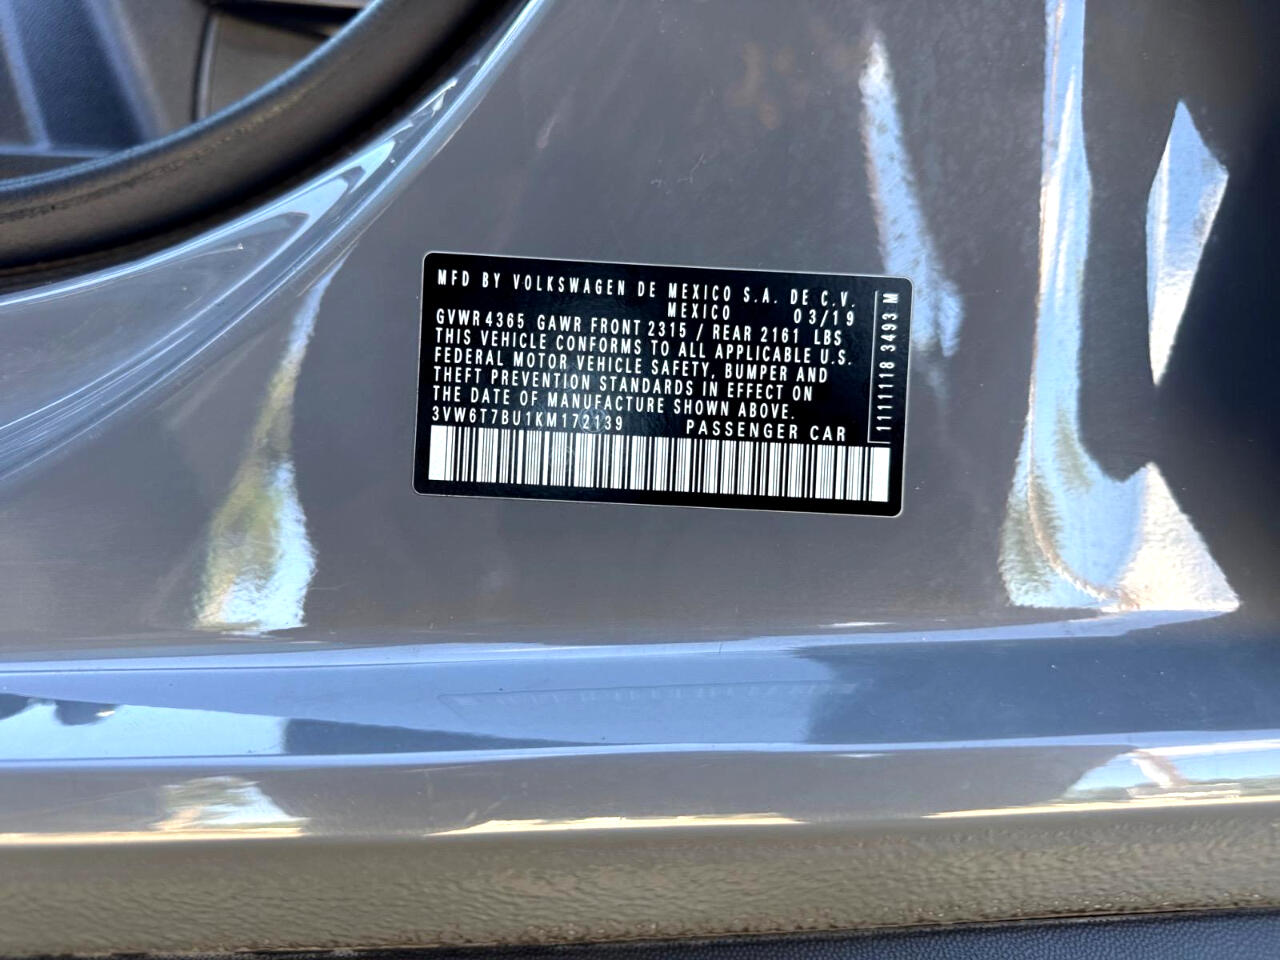 MFD BY VOLKSWAGEN DE MEXICO S.A. DE C.V.
MEXICO 03/19
GVWR 4365 GAWR FRONT 2315 / REAR 2161 LBS
THIS VEHICLE CONFORMS TO ALL APPLICABLE U.S.
FEDERAL MOTOR VEHICLE SAFETY, BUMPER AND
THEFT PREVENTION STANDARDS IN EFFECT ON
THE DATE OF MANUFACTURE SHOWN ABOVE.
3VW6T7BU1KM172139 PASSENGER CAR
1111118 3493 M